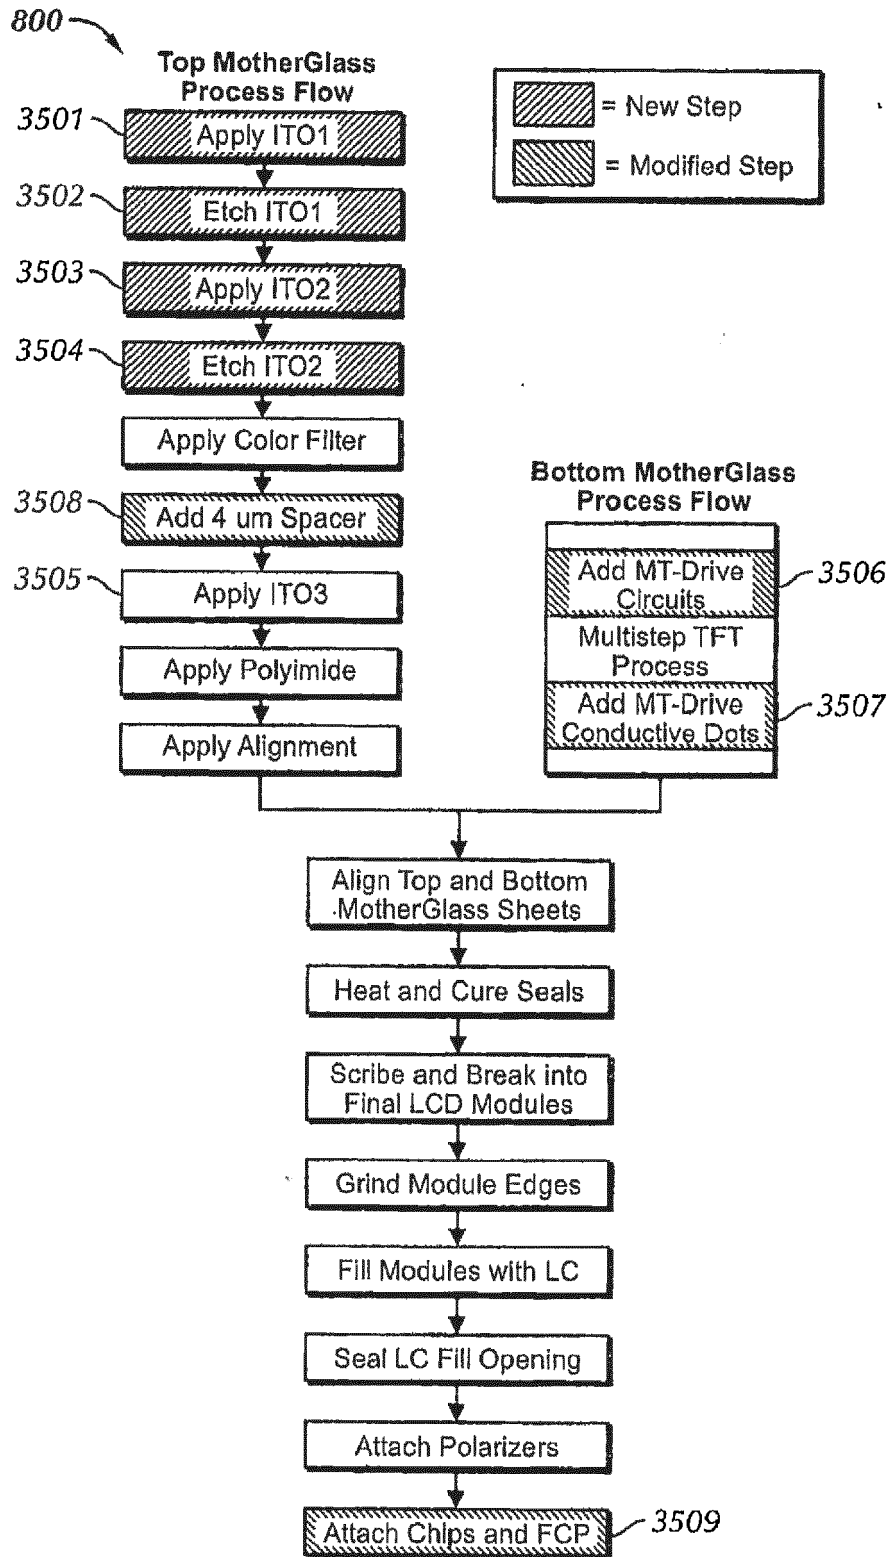 800
Top MotherGlass
Process Flow
= New Step
= Modified Step
3501
Apply ITO1
3502
Etch ITO1
3503
Apply ITO2
3504
Etch ITO2
Apply Color Filter
3508
Add 4 um Spacer
3505
Apply ITO3
Apply Polyimide
Apply Alignment
Bottom MotherGlass
Process Flow
Add MT-Drive
Circuits
3506
Multistep TFT
Process
Add MT-Drive
Conductive Dots
3507
Align Top and Bottom
MotherGlass Sheets
Heat and Cure Seals
Scribe and Break into
Final LCD Modules
Grind Module Edges
Fill Modules with LC
Seal LC Fill Opening
Attach Polarizers
Attach Chips and FCP
3509